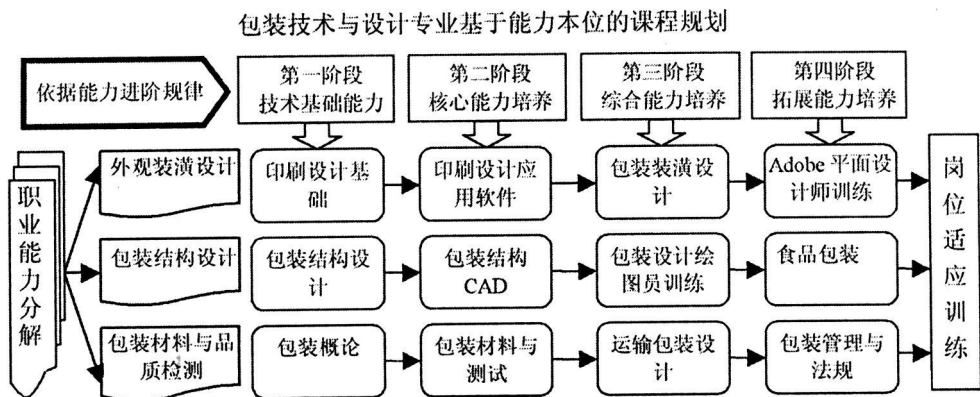 包装技术与设计专业基于能力本位的课程规划
依据能力进阶规律
第一阶段
技术基础能力
第二阶段
核心能力培养
第三阶段
综合能力培养
第四阶段
拓展能力培养
职业能力分解
外观装潢设计
印刷设计基
础
印刷设计应
用软件
包装装潢设
计
Adobe 平面设
计师训练
包装结构设计
包装结构设
计
包装结构
CAD
包装设计绘
图员训练
食品包装
包装材料与品
质检测
包装概论
包装材料与
测试
运输包装设
计
包装管理与
法规
岗位适应训练